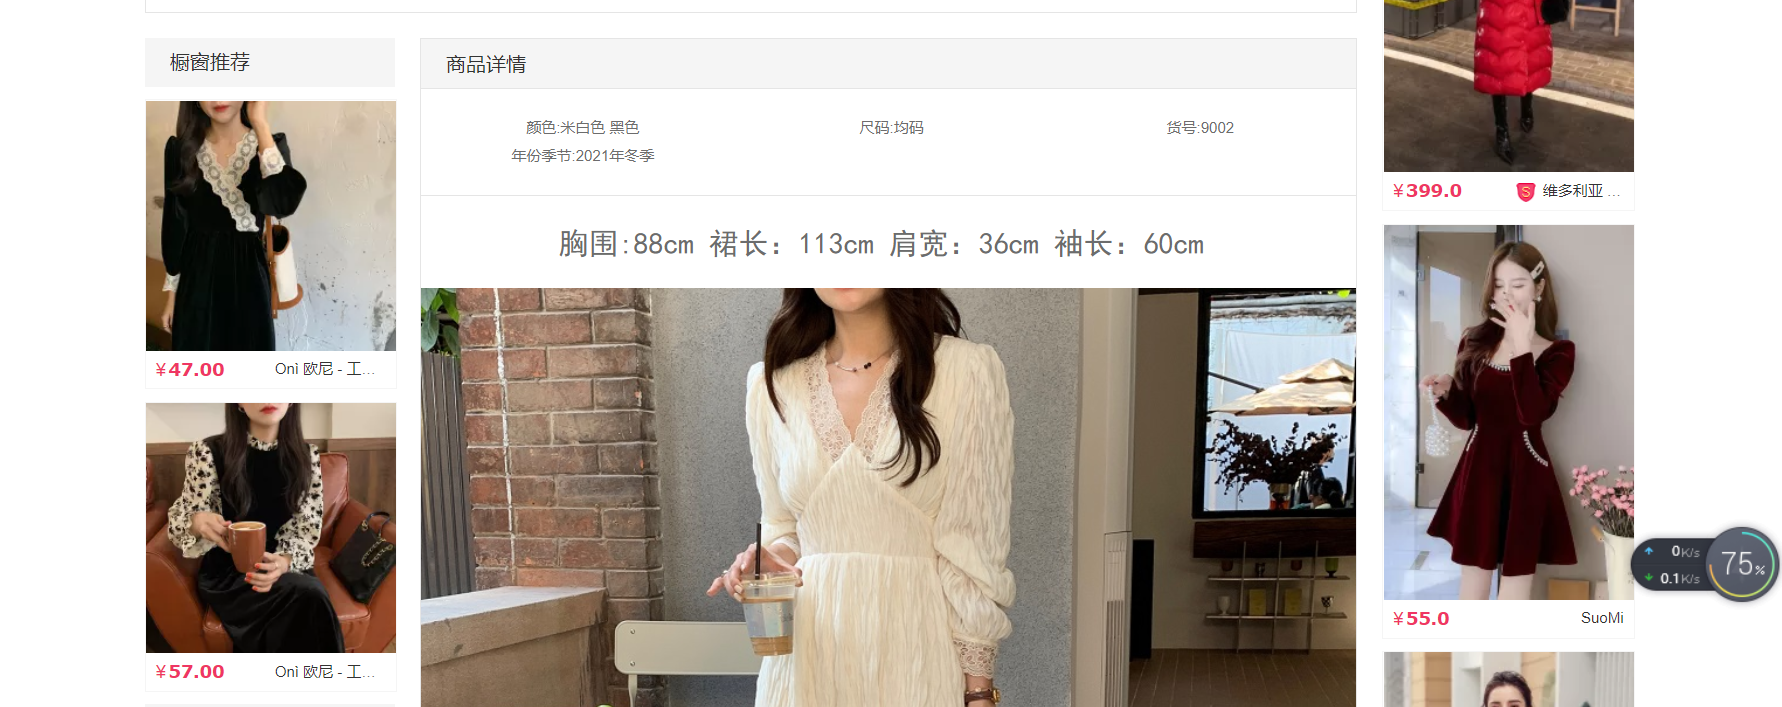 橱窗推荐
¥47.00 Onì 欧尼 - 工...
¥57.00 Onì 欧尼 - 工...
商品详情
颜色:米白色 黑色 尺码:均码 货号:9002
年份季节:2021年冬季
胸围:88cm 裙长：113cm 肩宽：36cm 袖长：60cm
¥399.0 维多利亚 ...
¥55.0 SuoMi
0K/s
0.1K/s
75%